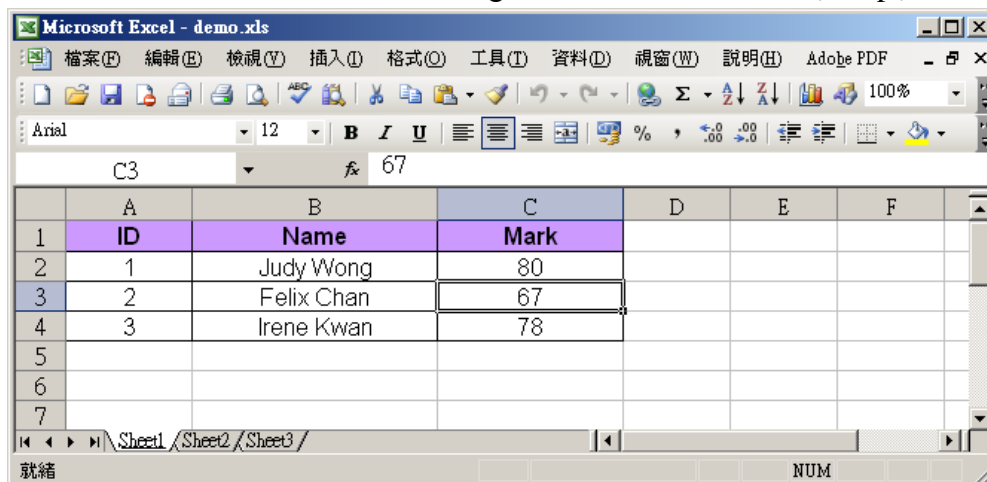 Microsoft Excel - demo.xls
檔案(F) 編輯(E) 檢視(V) 插入(I) 格式(O) 工具(T) 資料(D) 視窗(W) 說明(H) Adobe PDF
100%
Arial 12 B I U
C3 fx 67
A B C D E F
1 ID Name Mark
2 1 Judy Wong 80
3 2 Felix Chan 67
4 3 Irene Kwan 78
5
6
7
Sheet1 Sheet2 Sheet3
就緒 NUM